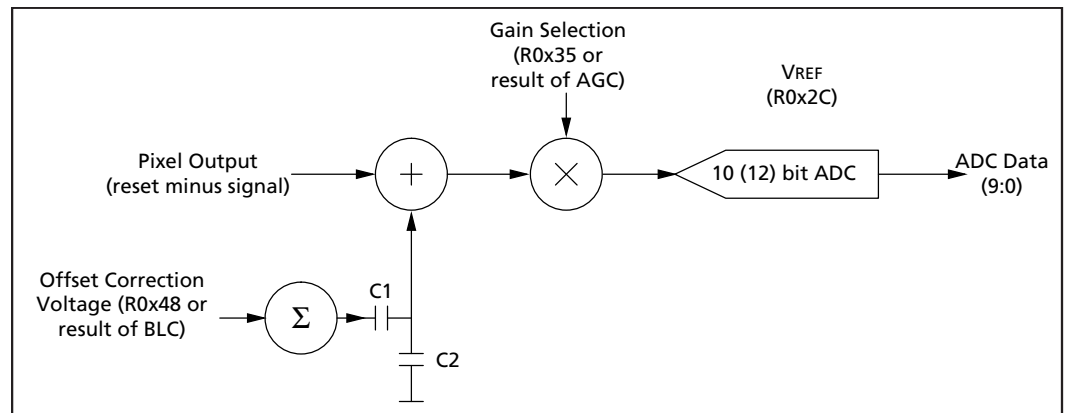 Gain Selection
(R0x35 or
result of AGC)
VREF
(R0x2C)
Pixel Output
(reset minus signal)
+
×
10 (12) bit ADC
ADC Data
(9:0)
Offset Correction
Voltage (R0x48 or
result of BLC)
Σ
C1
C2